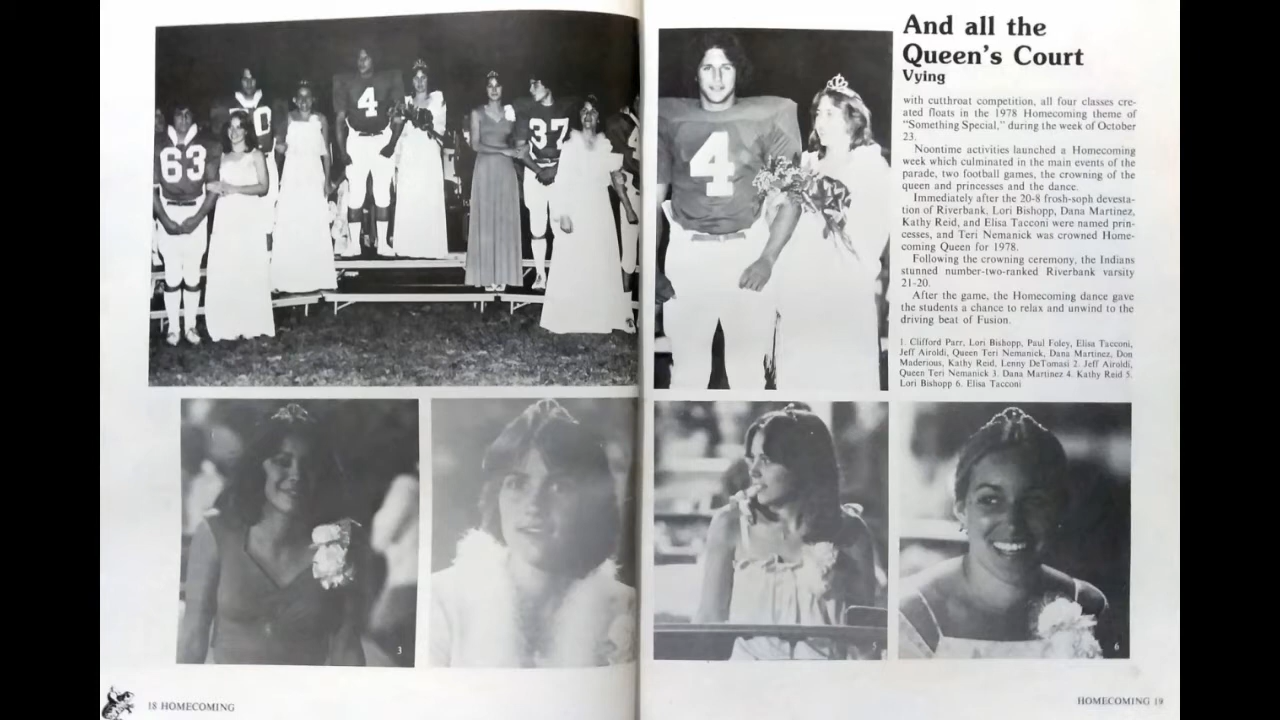 63
0
4
37
4
And all the
Queen's Court
Vying
with cutthroat competition, all four classes cre-
ated floats in the 1978 Homecoming theme of
"Something Special," during the week of October
23.
Noontime activities launched a Homecoming
week which culminated in the main events of the
parade, two football games, the crowning of the
queen and princesses and the dance.
Immediately after the 20-8 frosh-soph devesta-
tion of Riverbank, Lori Bishopp, Dana Martinez,
Kathy Reid, and Elisa Tacconi were named prin-
cesses, and Teri Nemanick was crowned Home-
coming Queen for 1978.
Following the crowning ceremony, the Indians
stunned number-two-ranked Riverbank varsity
21-20.
After the game, the Homecoming dance gave
the students a chance to relax and unwind to the
driving beat of Fusion.
1. Clifford Parr, Lori Bishopp, Paul Foley, Elisa Tacconi,
Jeff Airoldi, Queen Teri Nemanick, Dana Martinez, Don
Maderious, Kathy Reid, Lenny DeTomasi 2. Jeff Airoldi,
Queen Teri Nemanick 3. Dana Martinez 4. Kathy Reid 5.
Lori Bishopp 6. Elisa Tacconi
3
5
6
18 HOMECOMING
HOMECOMING 19